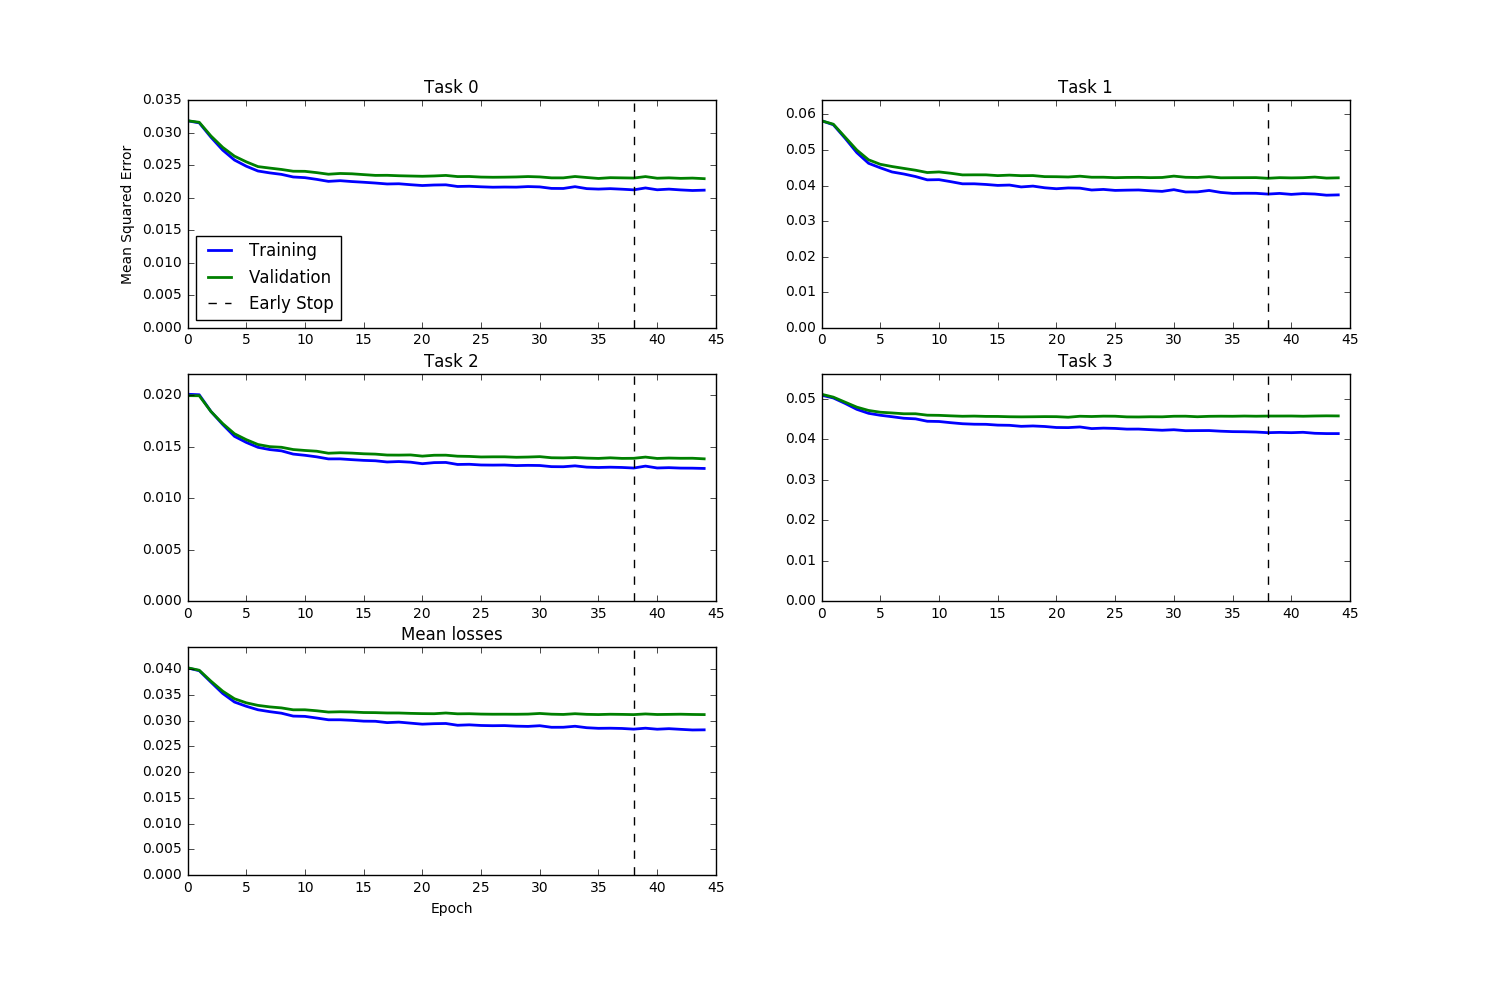 Task 0
Mean Squared Error
0.035
0.030
0.025
0.020
0.015
0.010
0.005
0.000
Training
Validation
Early Stop
0 5 10 15 20 25 30 35 40 45
Task 1
0.06
0.05
0.04
0.03
0.02
0.01
0.00
0 5 10 15 20 25 30 35 40 45
Task 2
0.020
0.015
0.010
0.005
0.000
0 5 10 15 20 25 30 35 40 45
Task 3
0.05
0.04
0.03
0.02
0.01
0.00
0 5 10 15 20 25 30 35 40 45
Mean losses
0.040
0.035
0.030
0.025
0.020
0.015
0.010
0.005
0.000
0 5 10 15 20 25 30 35 40 45
Epoch